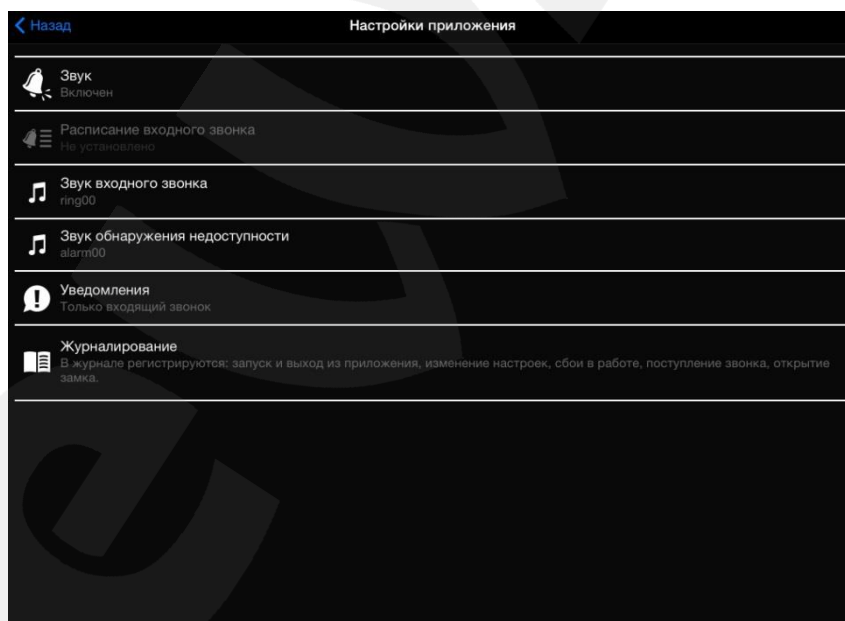 Назад
Настройки приложения
Звук
Включен
Расписание входного звонка
Не установлено
Звук входного звонка
ring00
Звук обнаружения недоступности
alarm00
Уведомления
Только входящий звонок
Журналирование
В журнале регистрируются: запуск и выход из приложения, изменение настроек, сбои в работе, поступление звонка, открытие
замка.